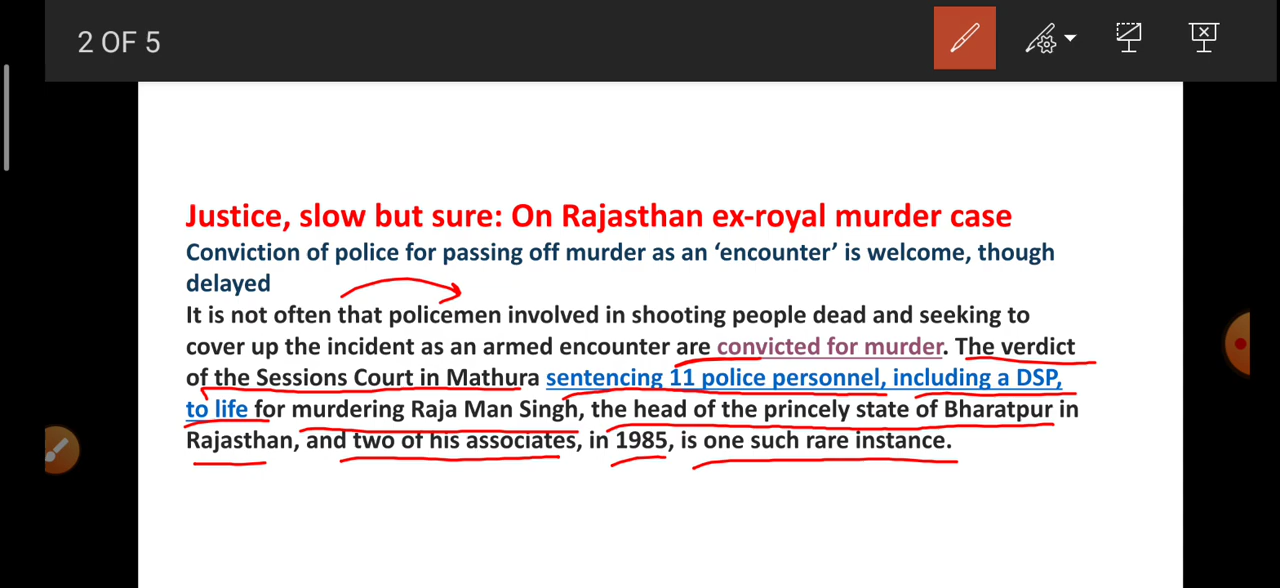 2 OF 5
Justice, slow but sure: On Rajasthan ex-royal murder case
Conviction of police for passing off murder as an ‘encounter’ is welcome, though
delayed
It is not often that policemen involved in shooting people dead and seeking to
cover up the incident as an armed encounter are convicted for murder. The verdict
of the Sessions Court in Mathura sentencing 11 police personnel, including a DSP,
to life for murdering Raja Man Singh, the head of the princely state of Bharatpur in
Rajasthan, and two of his associates, in 1985, is one such rare instance.